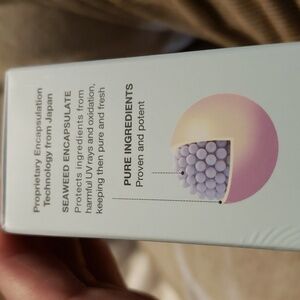 Proprietary Encapsulation
Technology from Japan
SEAWEED ENCAPSULATE
Protects ingredients from
harmful UV rays and oxidation,
keeping then pure and fresh
PURE INGREDIENTS
Proven and potent